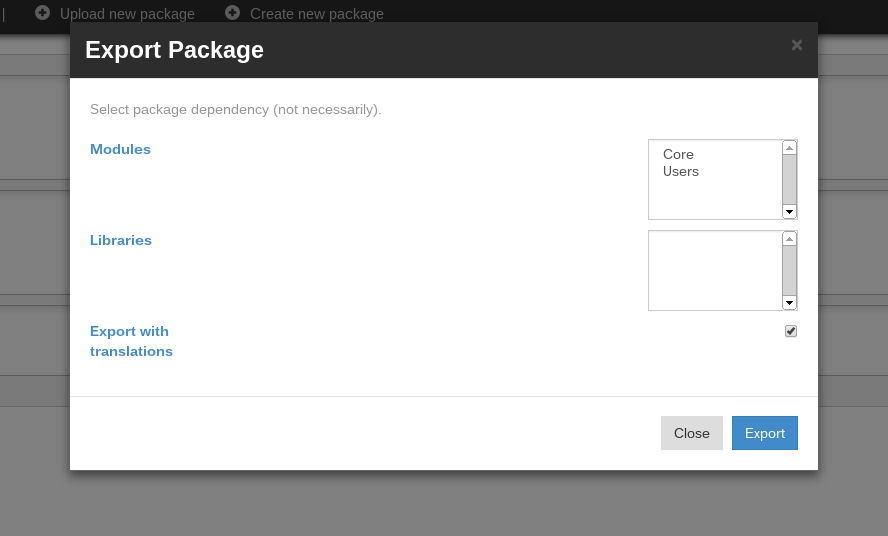 | Upload new package Create new package
Export Package ×
Select package dependency (not necessarily).
Modules
Core
Users
Libraries
Export with
translations
Close Export